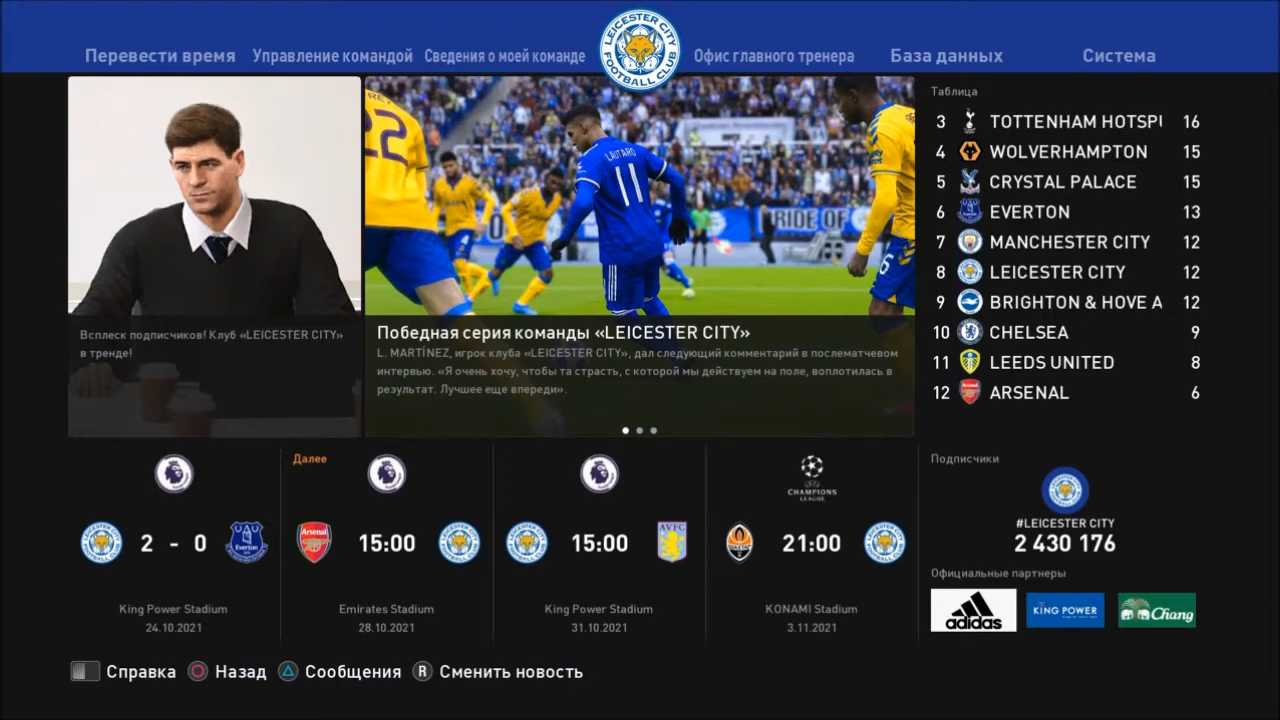 LEICESTER CITY
FOOTBALL CLUB
Перевести время
Управление командой
Сведения о моей команде
Офис главного тренера
База данных
Система
22
LAUTARO
11
RIDE OF
6
Всплеск подписчиков! Клуб «LEICESTER CITY»
в тренде!
Победная серия команды «LEICESTER CITY»
L. MARTÍNEZ, игрок клуба «LEICESTER CITY», дал следующий комментарий в послематчевом
интервью. «Я очень хочу, чтобы та страсть, с которой мы действуем на поле, воплотилась в
результат. Лучшее еще впереди».
Таблица
3 TOTTENHAM HOTSPU 16
4 WOLVERHAMPTON 15
5 CRYSTAL PALACE 15
6 EVERTON 13
7 MANCHESTER CITY 12
8 LEICESTER CITY 12
9 BRIGHTON & HOVE A 12
10 CHELSEA 9
11 LEEDS UNITED 8
12 ARSENAL 6
2 - 0
Everton
King Power Stadium
24.10.2021
Далее
Arsenal
15:00
Emirates Stadium
28.10.2021
15:00
AVFC
King Power Stadium
31.10.2021
CHAMPIONS
LEAGUE
21:00
KONAMI Stadium
3.11.2021
Подписчики
#LEICESTER CITY
2 430 176
Официальные партнеры
adidas
KING POWER
Chang
Справка
Назад
Сообщения
R Сменить новость